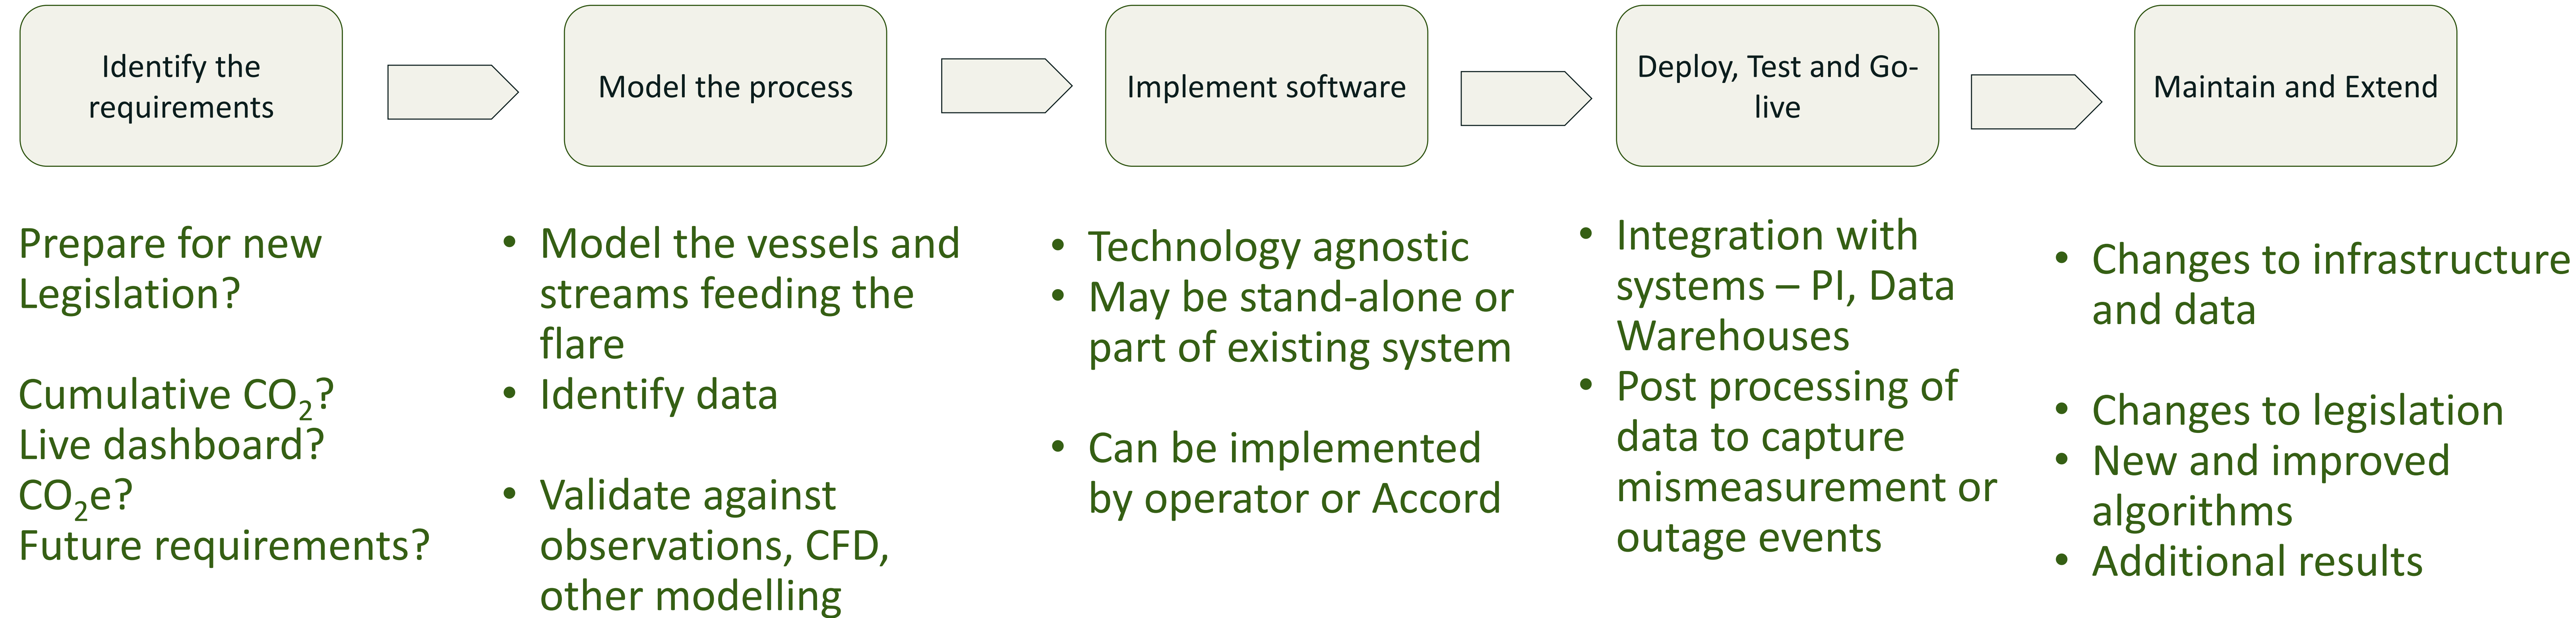 Identify the
requirements
Model the process
Implement software
Deploy, Test and Go-
live
Maintain and Extend
Prepare for new
Legislation?
Cumulative CO₂?
Live dashboard?
CO₂e?
Future requirements?
• Model the vessels and
streams feeding the
flare
• Identify data
• Validate against
observations, CFD,
other modelling
• Technology agnostic
• May be stand-alone or
part of existing system
• Can be implemented
by operator or Accord
• Integration with
systems – PI, Data
Warehouses
• Post processing of
data to capture
mismeasurement or
outage events
• Changes to infrastructure
and data
• Changes to legislation
• New and improved
algorithms
• Additional results